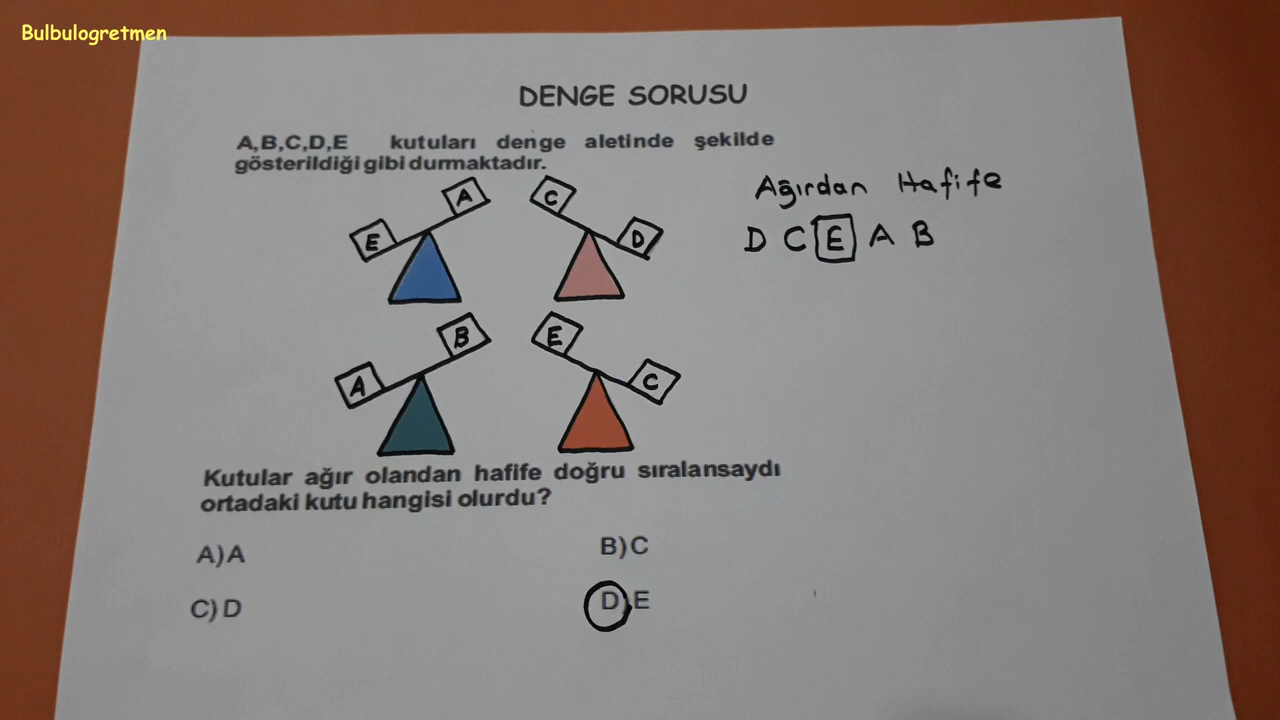 Bulbulogretmen
DENGE SORUSU
A,B,C,D,E kutuları denge aletinde şekilde
gösterildiği gibi durmaktadır.
Ağırdan Hafife
D C E A B
A
E
C
D
B
A
E
C
Kutular ağır olandan hafife doğru sıralansaydı
ortadaki kutu hangisi olurdu?
A) A
B) C
C) D
D) E